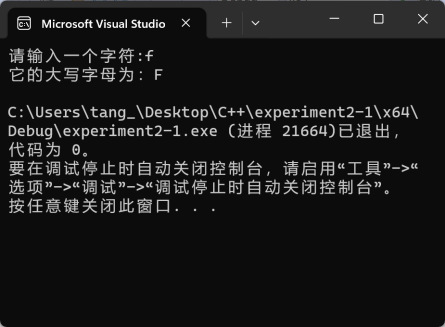 Microsoft Visual Studio
请输入一个字符:f
它的大写字母为: F
C:\Users\tang_\Desktop\C++\experiment2-1\x64\
Debug\experiment2-1.exe (进程 21664)已退出,
代码为 0。
要在调试停止时自动关闭控制台, 请启用“工具”->“
选项”->“调试”->“调试停止时自动关闭控制台”。
按任意键关闭此窗口. . .